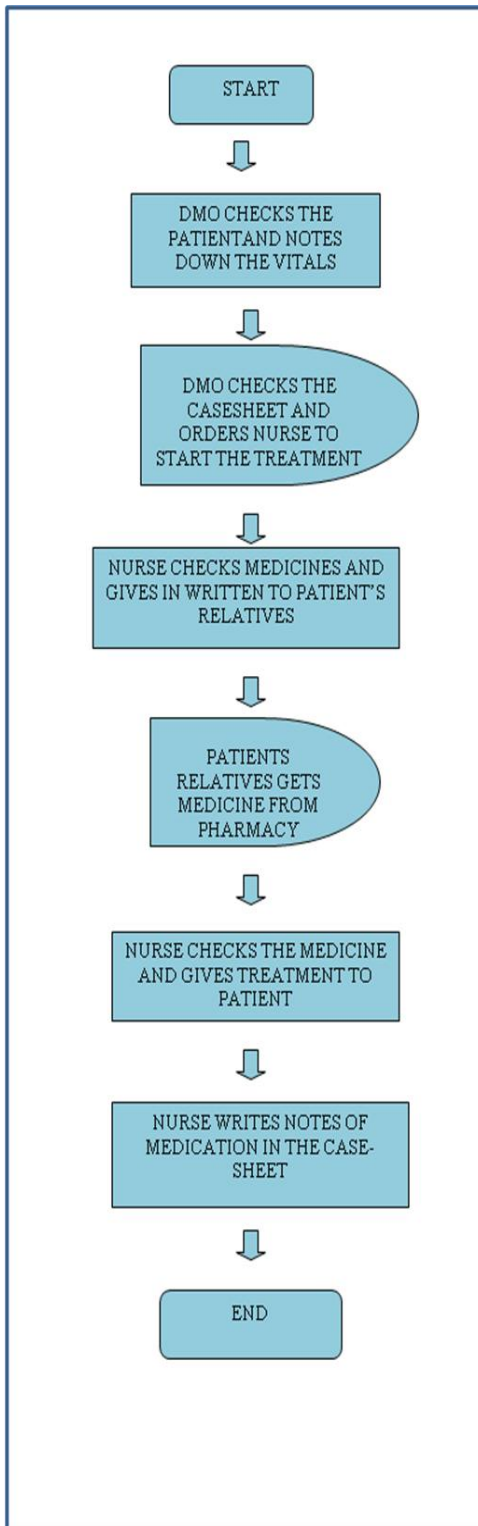 START
DMO CHECKS THE
PATIENTAND NOTES
DOWN THE VITALS
DMO CHECKS THE
CASESHEET AND
ORDERS NURSE TO
START THE TREATMENT
NURSE CHECKS MEDICINES AND
GIVES IN WRITTEN TO PATIENT'S
RELATIVES
PATIENTS
RELATIVES GETS
MEDICINE FROM
PHARMACY
NURSE CHECKS THE MEDICINE
AND GIVES TREATMENT TO
PATIENT
NURSE WRITES NOTES OF
MEDICATION IN THE CASE-
SHEET
END